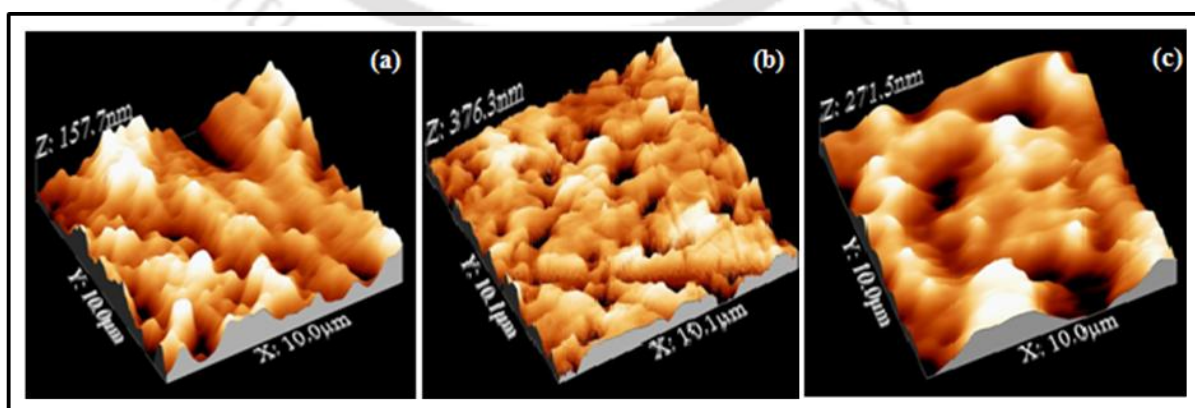 (a)
Z: 157.7nm
Y: 10.0µm
X: 10.0µm
(b)
Z: 376.3nm
Y: 10.1µm
X: 10.1µm
(c)
Z: 271.5nm
Y: 10.0µm
X: 10.0µm